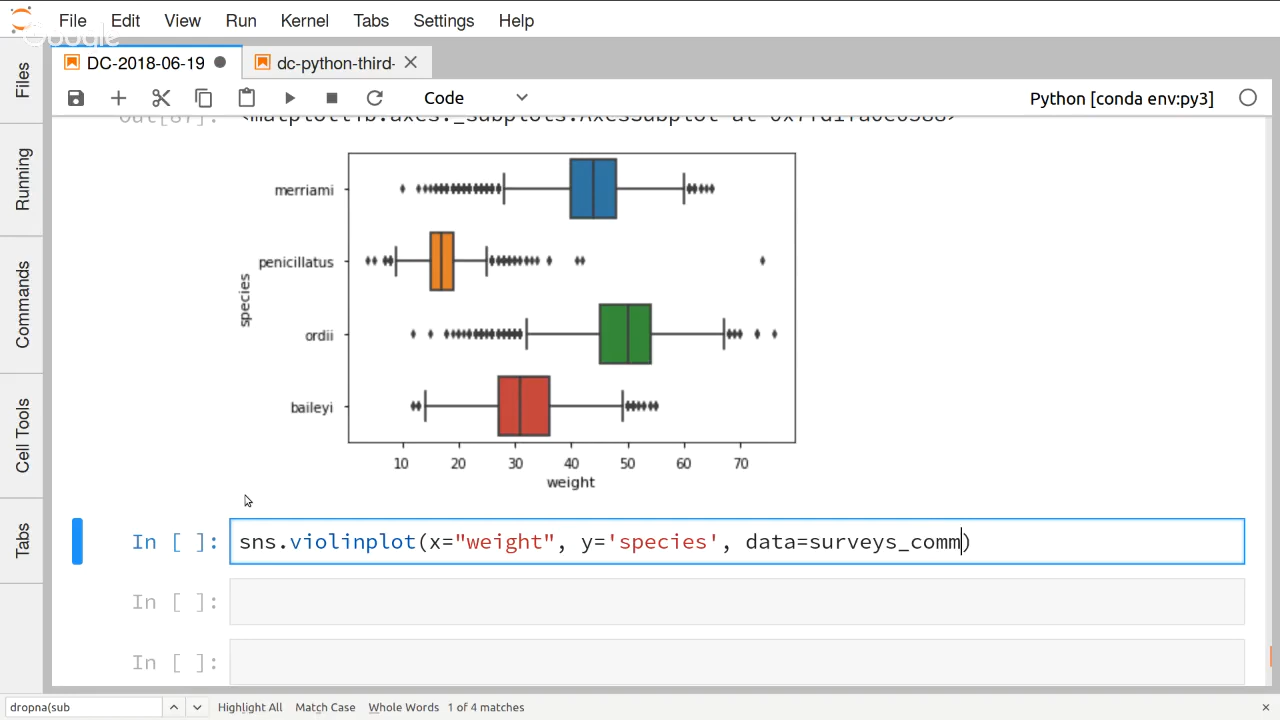 File Edit View Run Kernel Tabs Settings Help
Google
DC-2018-06-19 dc-python-third-
Code Python [conda env:py3]
Files
Running
Commands
Cell Tools
Tabs
merriami
penicillatus
ordii
baileyi
species
10 20 30 40 50 60 70
weight
In [ ]: sns.violinplot(x="weight", y='species', data=surveys_comm)
In [ ]:
In [ ]:
dropna(sub Highlight All Match Case Whole Words 1 of 4 matches